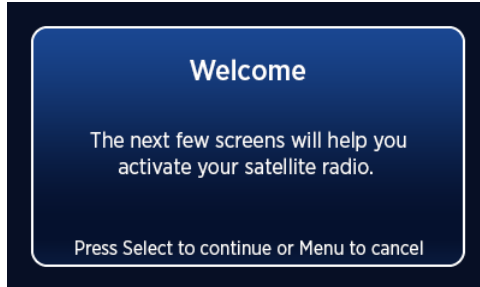 Welcome
The next few screens will help you
activate your satellite radio.
Press Select to continue or Menu to cancel